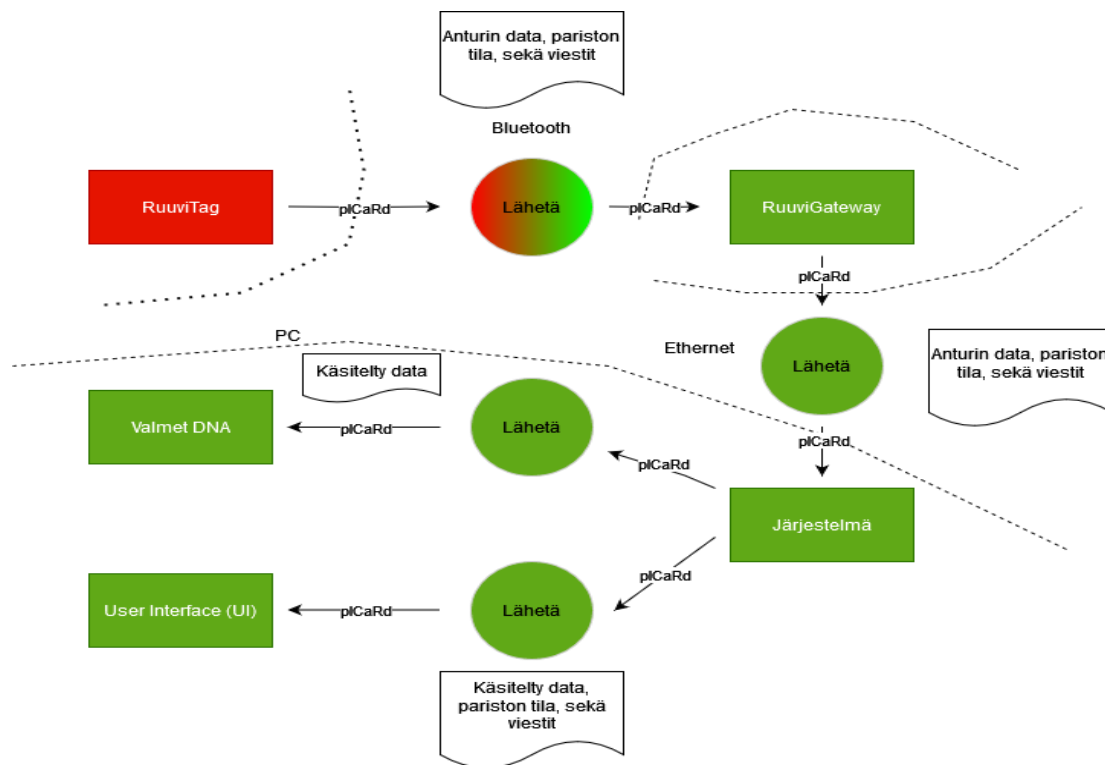 Anturin data, pariston
tila, sekä viestit
Bluetooth
RuuviTag
pICaRd
Lähetä
pICaRd
RuuviGateway
pICaRd
PC
Ethernet
Lähetä
Anturin data, pariston
tila, sekä viestit
Käsitelty data
Valmet DNA
pICaRd
Lähetä
pICaRd
pICaRd
Järjestelmä
pICaRd
User Interface (UI)
pICaRd
Lähetä
Käsitelty data,
pariston tila, sekä
viestit